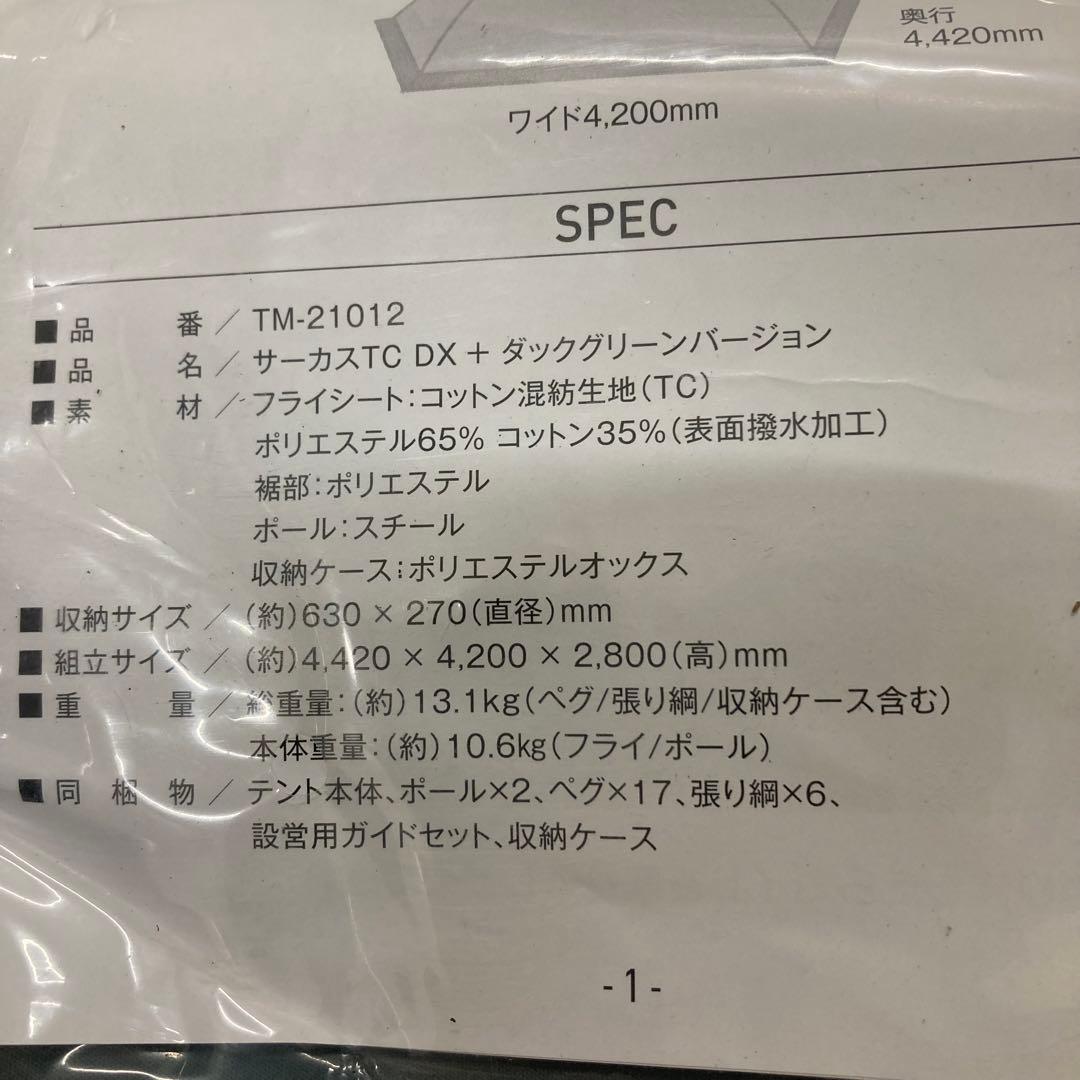 奥行
4,420mm
ワイド4,200mm
SPEC
■品　　番／TM-21012
■品　　名／サーカスTC DX + ダックグリーンバージョン
■素　　材／フライシート：コットン混紡生地（TC）
ポリエステル65% コットン35%（表面撥水加工）
裾部：ポリエステル
ポール：スチール
収納ケース：ポリエステルオックス
■収納サイズ／(約)630 × 270（直径）mm
■組立サイズ／(約)4,420 × 4,200 × 2,800（高）mm
■重　　量／総重量：(約)13.1kg（ペグ/張り綱/収納ケース含む）
本体重量：(約)10.6kg（フライ/ポール）
■同 梱 物／テント本体、ポール×2、ペグ×17、張り綱×6、
設営用ガイドセット、収納ケース
- 1 -